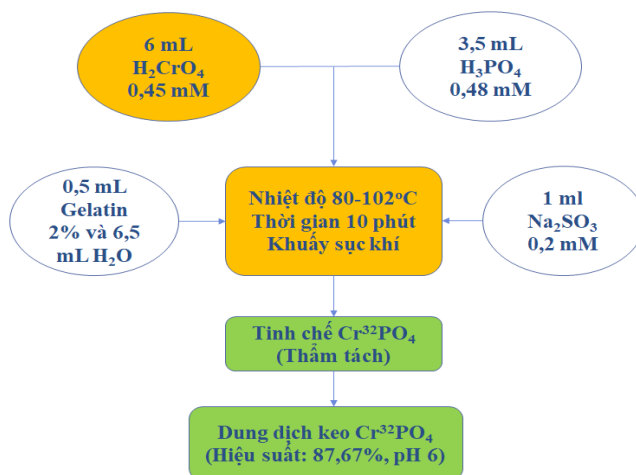 6 mL
H₂CrO₄
0,45 mM
3,5 mL
H₃PO₄
0,48 mM
0,5 mL
Gelatin
2% và 6,5
mL H₂O
Nhiệt độ 80-102ºC
Thời gian 10 phút
Khuấy sục khí
1 ml
Na₂SO₃
0,2 mM
Tinh chế Cr³²PO₄
(Thẩm tách)
Dung dịch keo Cr³²PO₄
(Hiệu suất: 87,67%, pH 6)